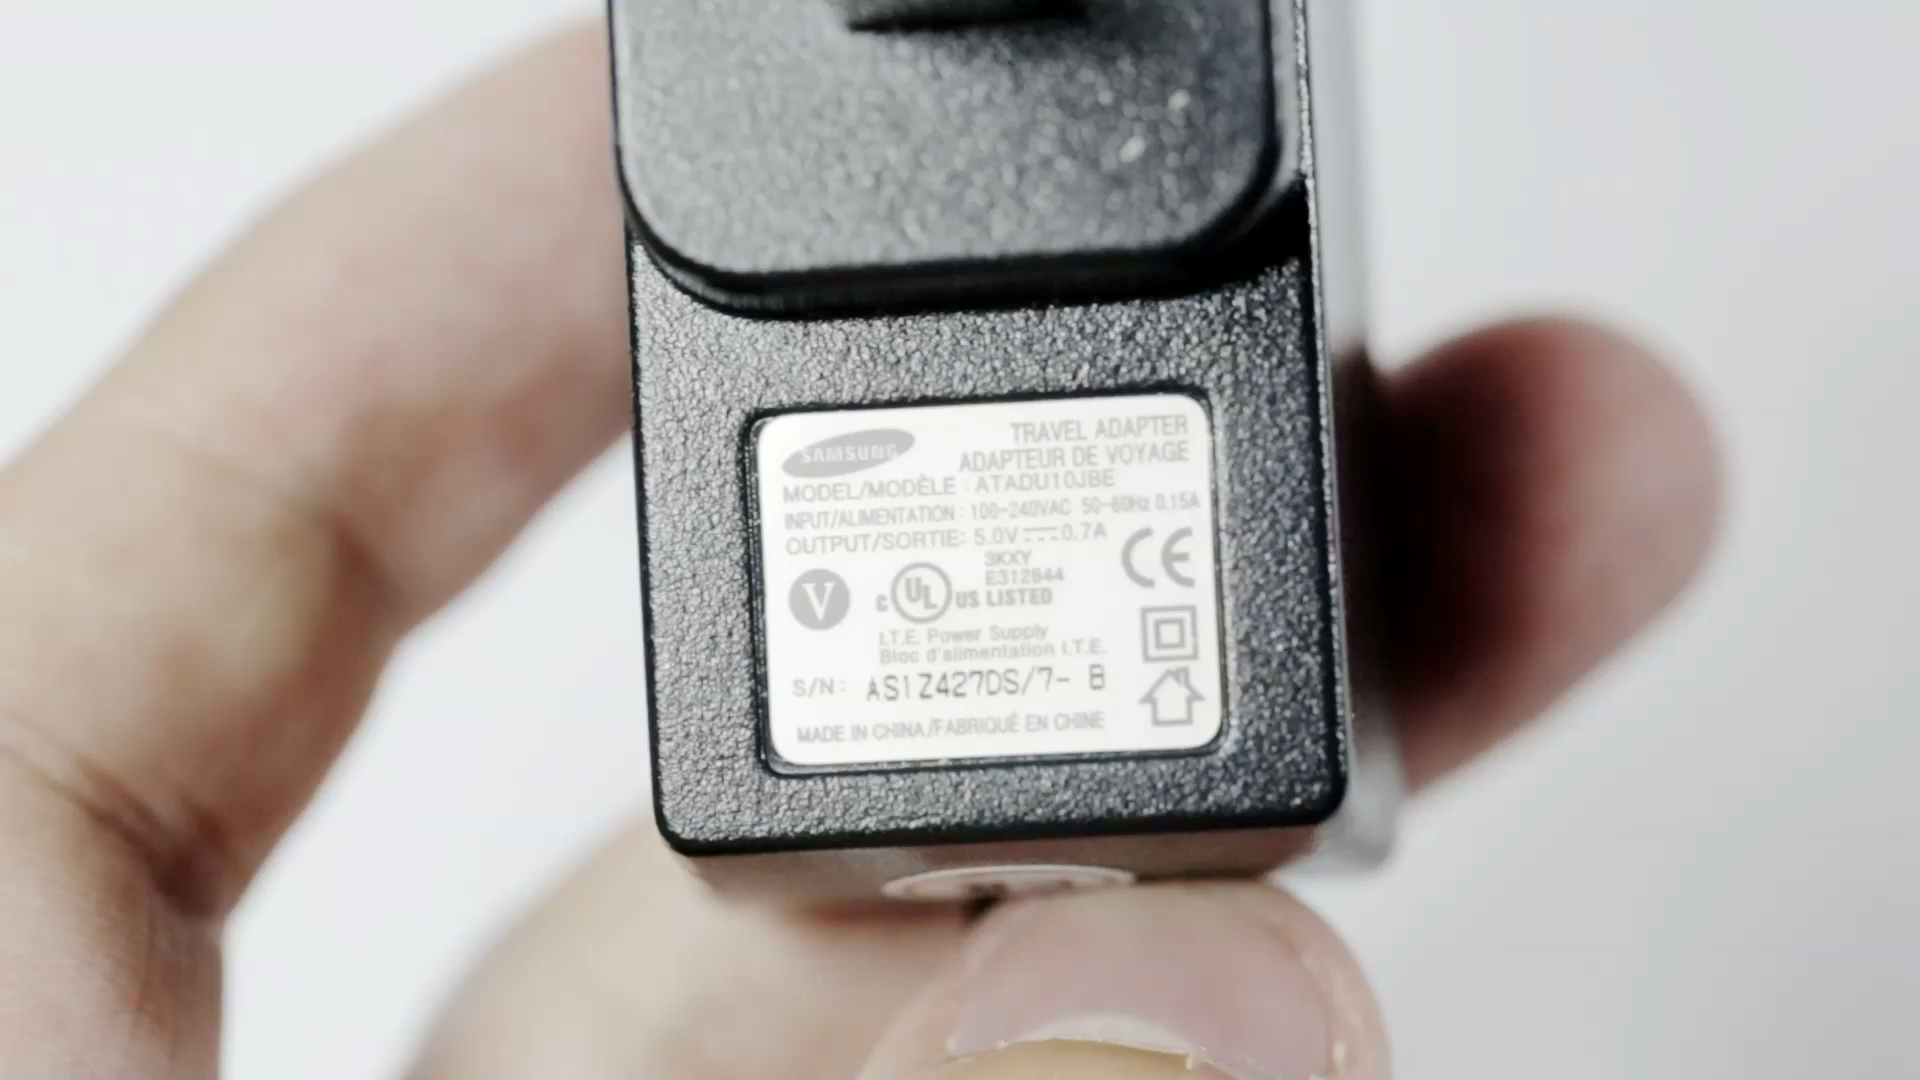 SAMSUNG
TRAVEL ADAPTER
ADAPTEUR DE VOYAGE
MODEL/MODÈLE : ATADU10JBE
INPUT/ALIMENTATION : 100-240VAC 50-60Hz 0.15A
OUTPUT/SORTIE: 5.0V ⎓ 0.7A
3KXY
E312844
V
c UL US LISTED
CE
I.T.E. Power Supply
Bloc d'alimentation I.T.E.
S/N: AS1Z427DS/7- B
MADE IN CHINA/FABRIQUÉ EN CHINE